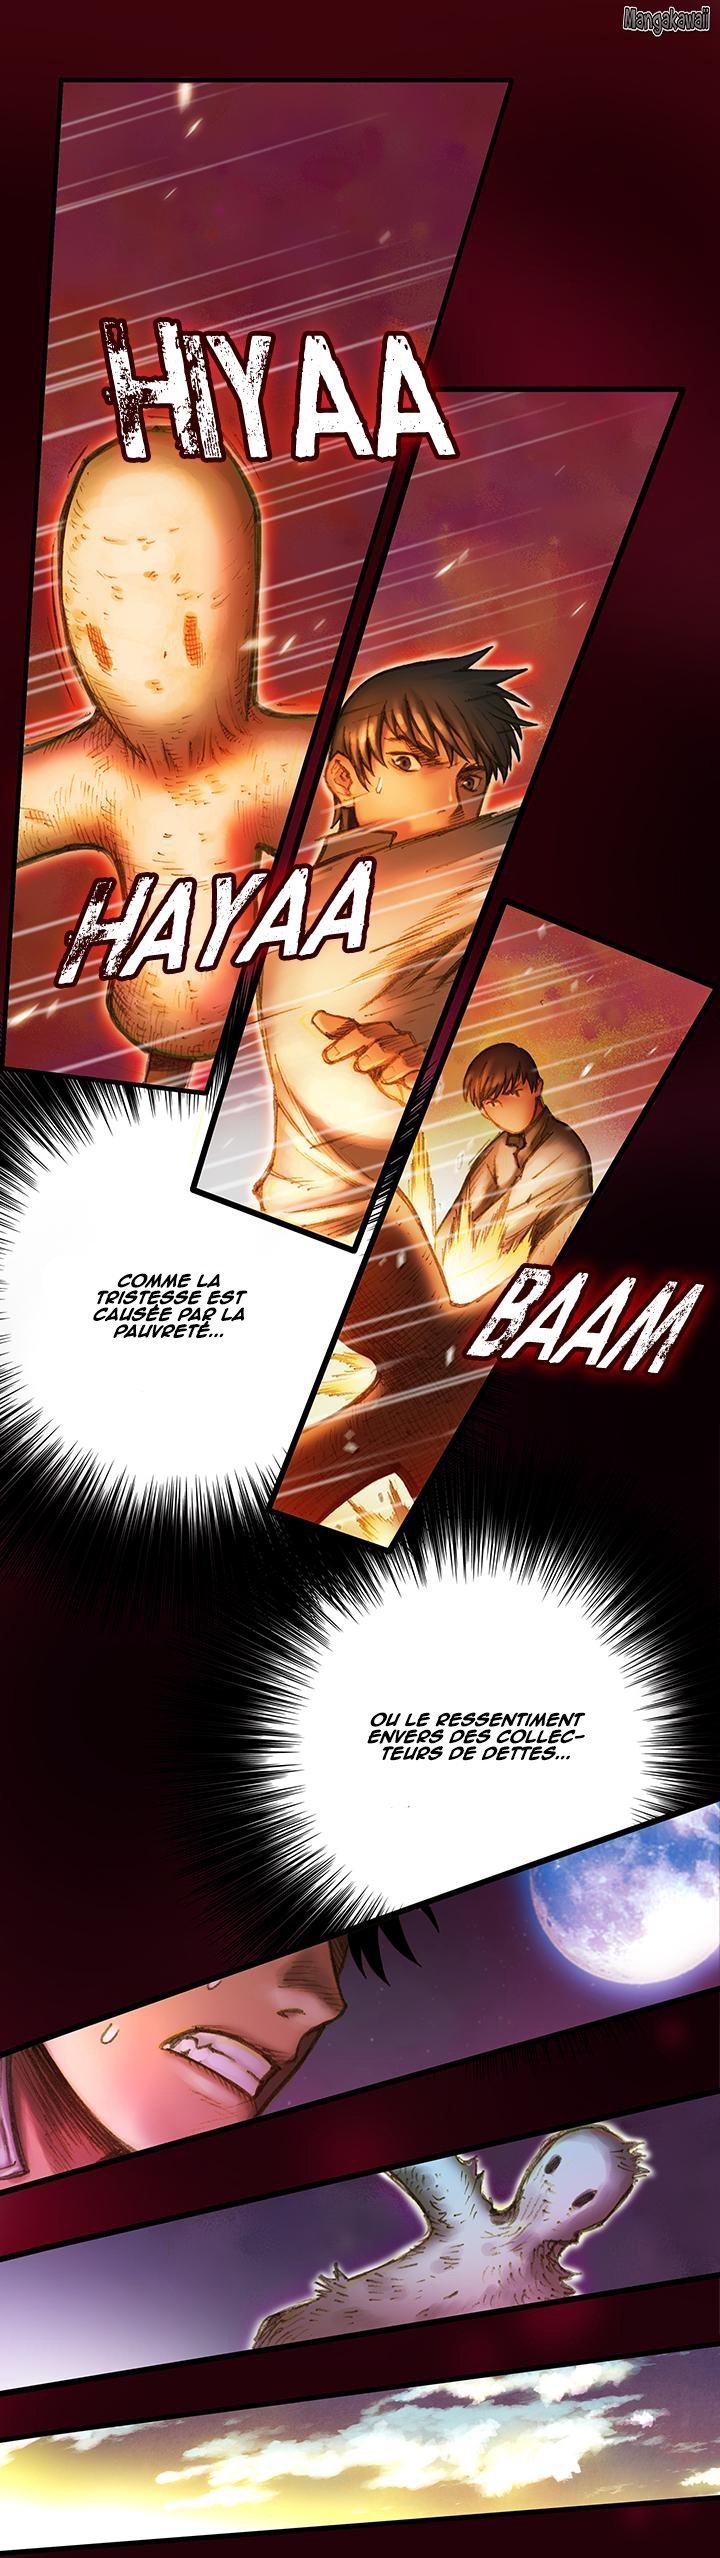 Mangakawaii
HIYAA
HAYAA
BAAM
COMME LA
TRISTESSE EST
CAUSÉE PAR LA
PAUVRETÉ...
OU LE RESSENTIMENT
ENVERS DES COLLEC-
TEURS DE DETTES...